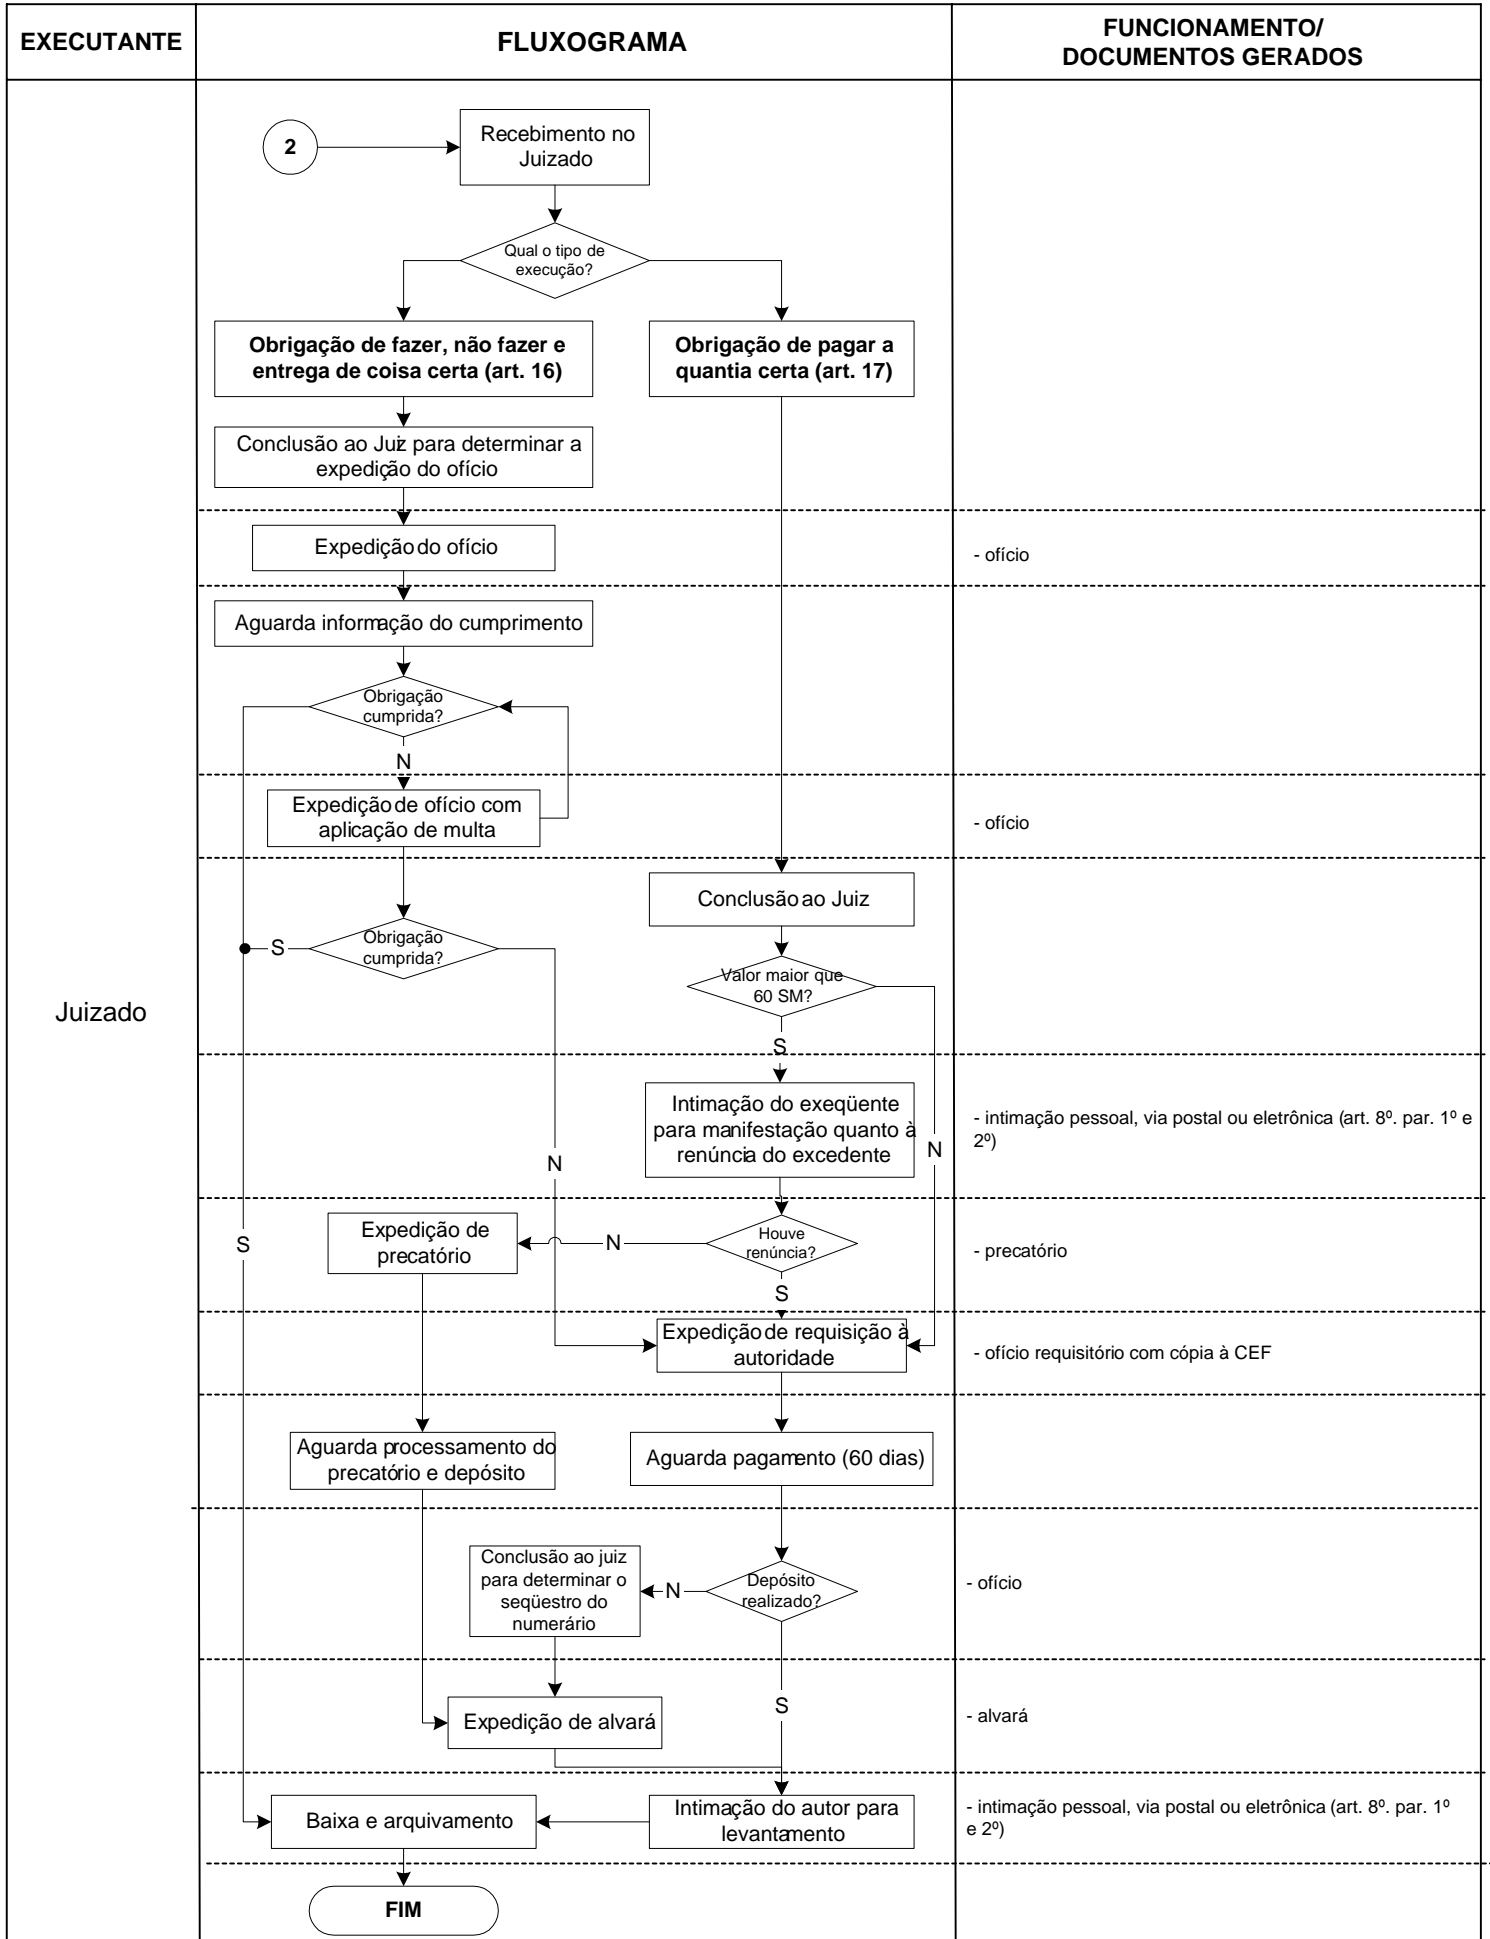 EXECUTANTE
FLUXOGRAMA
FUNCIONAMENTO/
DOCUMENTOS GERADOS
2
Recebimento no
Juizado
Qual o tipo de
execução?
Obrigação de fazer, não fazer e
entrega de coisa certa (art. 16)
Obrigação de pagar a
quantia certa (art. 17)
Conclusão ao Juiz para determinar a
expedição do ofício
Expedição do ofício
- ofício
Aguarda informação do cumprimento
Obrigação
cumprida?
N
Expedição de ofício com
aplicação de multa
- ofício
Conclusão ao Juiz
S
Obrigação
cumprida?
Valor maior que
60 SM?
Juizado
S
Intimação do exeqüente
para manifestação quanto à
renúncia do excedente
N
N
- intimação pessoal, via postal ou eletrônica (art. 8º. par. 1º e
2º)
S
Expedição de
precatório
N
Houve
renúncia?
- precatório
S
Expedição de requisição à
autoridade
- ofício requisitório com cópia à CEF
Aguarda processamento do
precatório e depósito
Aguarda pagamento (60 dias)
Conclusão ao juiz
para determinar o
seqüestro do
numerário
N
Depósito
realizado?
- ofício
S
Expedição de alvará
- alvará
Baixa e arquivamento
Intimação do autor para
levantamento
- intimação pessoal, via postal ou eletrônica (art. 8º. par. 1º
e 2º)
FIM